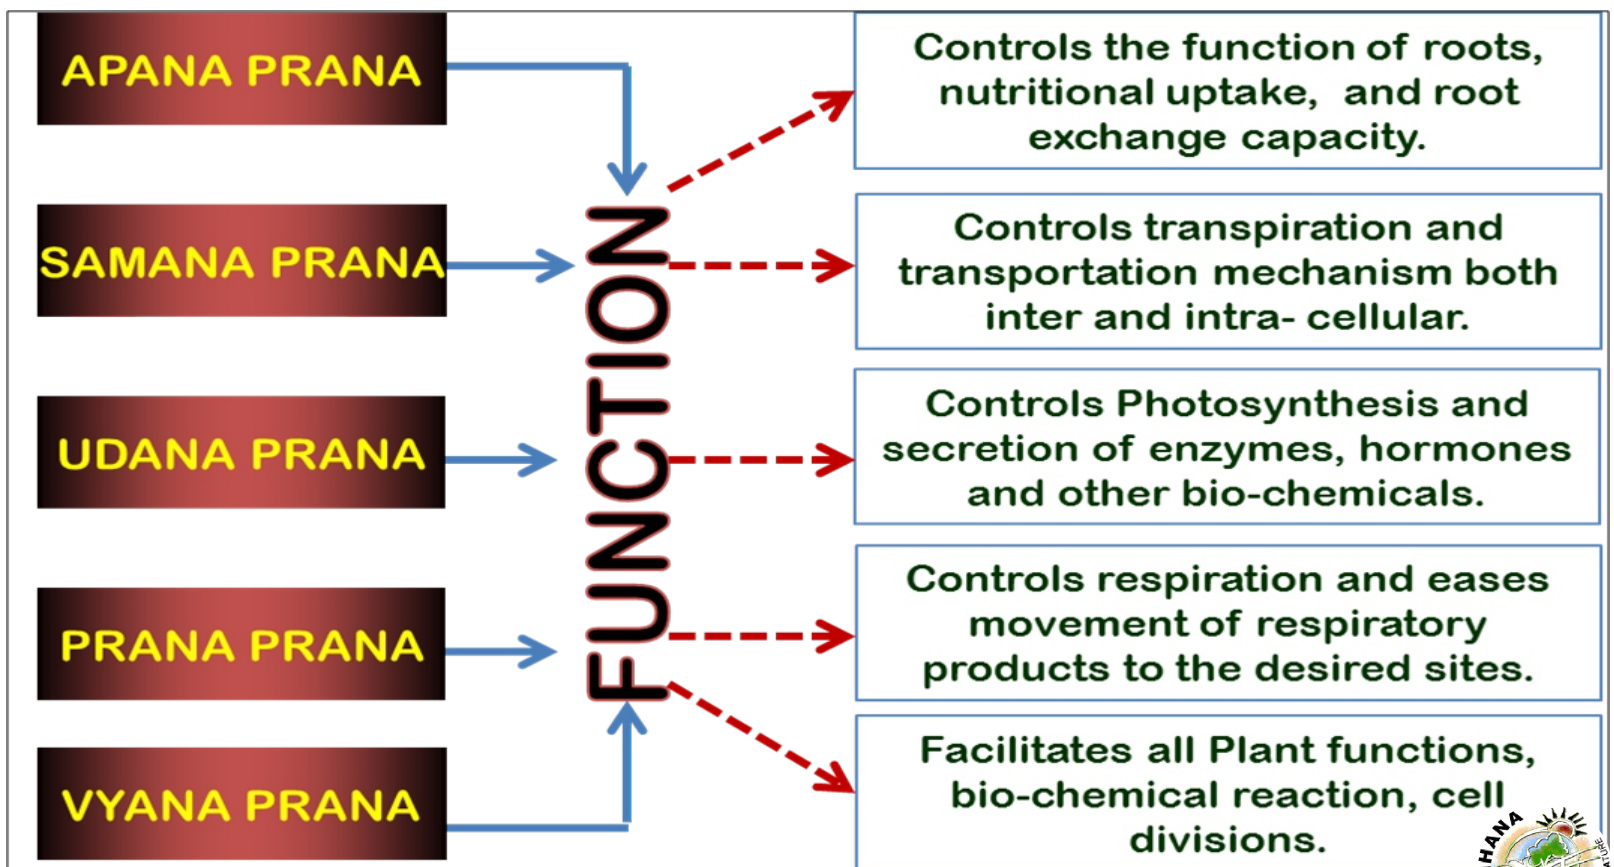 APANA PRANA
SAMANA PRANA
UDANA PRANA
PRANA PRANA
VYANA PRANA
FUNCTION
Controls the function of roots,
nutritional uptake, and root
exchange capacity.
Controls transpiration and
transportation mechanism both
inter and intra- cellular.
Controls Photosynthesis and
secretion of enzymes, hormones
and other bio-chemicals.
Controls respiration and eases
movement of respiratory
products to the desired sites.
Facilitates all Plant functions,
bio-chemical reaction, cell
divisions.